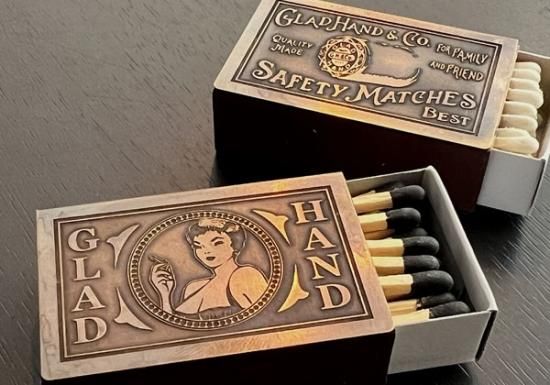 GLAD HAND & CO.
QUALITY MADE
FOR FAMILY AND FRIEND
SAFETY MATCHES
BEST
GLAD
HAND